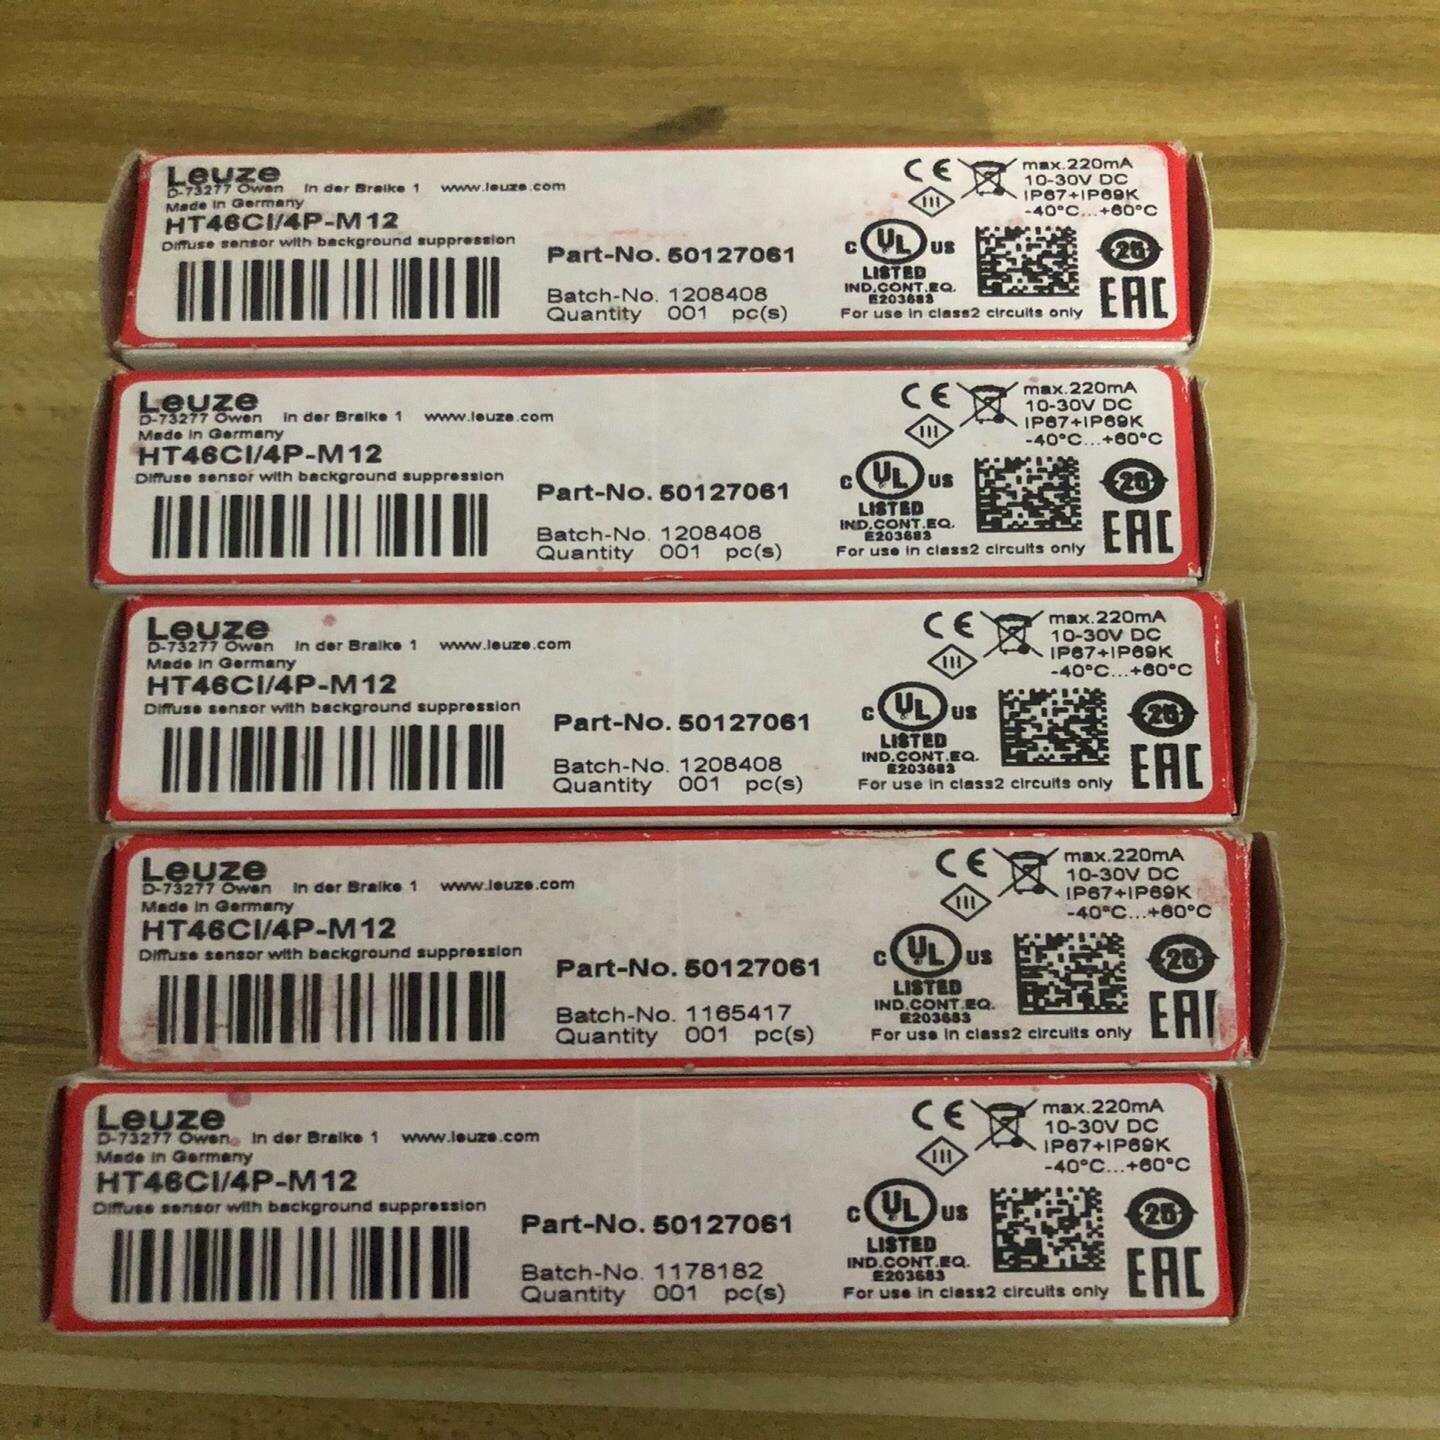 Leuze
D-73277 Owen In der Braike 1 www.leuze.com
Made in Germany
HT46CI/4P-M12
Diffuse sensor with background suppression
Part-No. 50127061
Batch-No. 1208408
Quantity 001 pc(s)
CE
III
max.220mA
10-30V DC
IP67+IP69K
-40°C...+60°C
C UL US
LISTED
IND.CONT.EQ.
E203683
For use in class2 circuits only
25
EAC
Leuze
D-73277 Owen In der Braike 1 www.leuze.com
Made in Germany
HT46CI/4P-M12
Diffuse sensor with background suppression
Part-No. 50127061
Batch-No. 1208408
Quantity 001 pc(s)
CE
III
max.220mA
10-30V DC
IP67+IP69K
-40°C...+60°C
C UL US
LISTED
IND.CONT.EQ.
E203683
For use in class2 circuits only
25
EAC
Leuze
D-73277 Owen In der Braike 1 www.leuze.com
Made in Germany
HT46CI/4P-M12
Diffuse sensor with background suppression
Part-No. 50127061
Batch-No. 1208408
Quantity 001 pc(s)
CE
III
max.220mA
10-30V DC
IP67+IP69K
-40°C...+60°C
C UL US
LISTED
IND.CONT.EQ.
E203683
For use in class2 circuits only
25
EAC
Leuze
D-73277 Owen In der Braike 1 www.leuze.com
Made in Germany
HT46CI/4P-M12
Diffuse sensor with background suppression
Part-No. 50127061
Batch-No. 1165417
Quantity 001 pc(s)
CE
III
max.220mA
10-30V DC
IP67+IP69K
-40°C...+60°C
C UL US
LISTED
IND.CONT.EQ.
E203683
For use in class2 circuits only
25
EAC
Leuze
D-73277 Owen In der Braike 1 www.leuze.com
Made in Germany
HT46CI/4P-M12
Diffuse sensor with background suppression
Part-No. 50127061
Batch-No. 1178182
Quantity 001 pc(s)
CE
III
max.220mA
10-30V DC
IP67+IP69K
-40°C...+60°C
C UL US
LISTED
IND.CONT.EQ.
E203683
For use in class2 circuits only
25
EAC